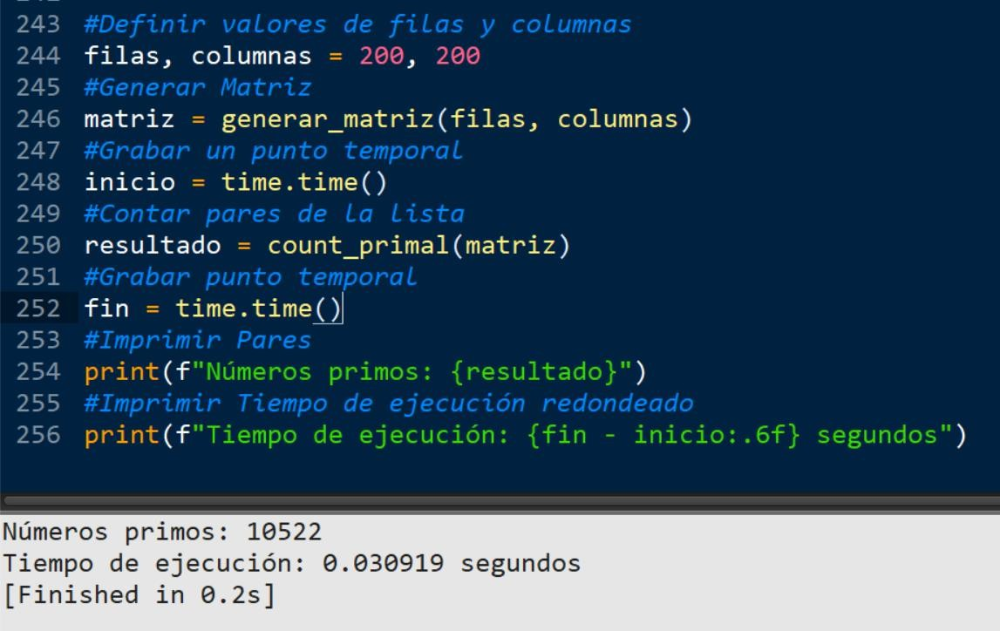 243 #Definir valores de filas y columnas
244 filas, columnas = 200, 200
245 #Generar Matriz
246 matriz = generar_matriz(filas, columnas)
247 #Grabar un punto temporal
248 inicio = time.time()
249 #Contar pares de la lista
250 resultado = count_primal(matriz)
251 #Grabar punto temporal
252 fin = time.time()
253 #Imprimir Pares
254 print(f"Números primos: {resultado}")
255 #Imprimir Tiempo de ejecución redondeado
256 print(f"Tiempo de ejecución: {fin - inicio:.6f} segundos")
Números primos: 10522
Tiempo de ejecución: 0.030919 segundos
[Finished in 0.2s]